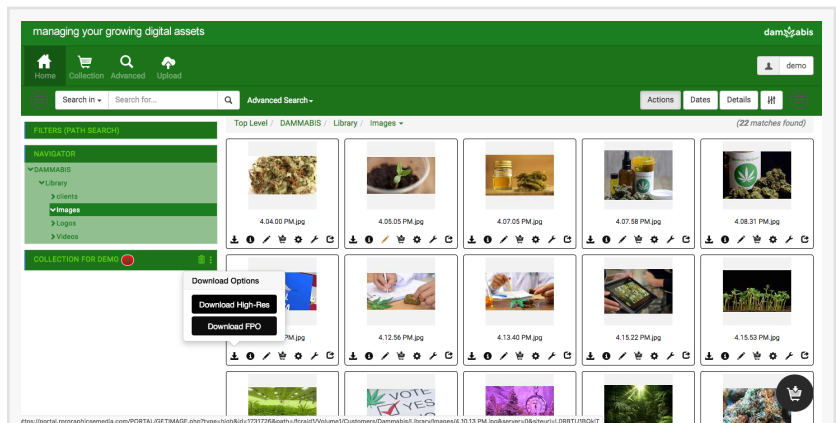 managing your growing digital assets
dammabis
Home Collection Advanced Upload
demo
Search in Search for... Advanced Search Actions Dates Details
FILTERS (PATH SEARCH)
Top Level / DAMMABIS / Library / Images (22 matches found)
NAVIGATOR
DAMMABIS
Library
clients
Images
Logos
Videos
4.04.00 PM.jpg 4.05.05 PM.jpg 4.07.05 PM.jpg 4.07.58 PM.jpg 4.08.31 PM.jpg
COLLECTION FOR DEMO
Download Options
Download High-Res
Download FPO
PM.jpg 4.12.56 PM.jpg 4.13.40 PM.jpg 4.15.22 PM.jpg 4.15.53 PM.jpg
VOTE
YES